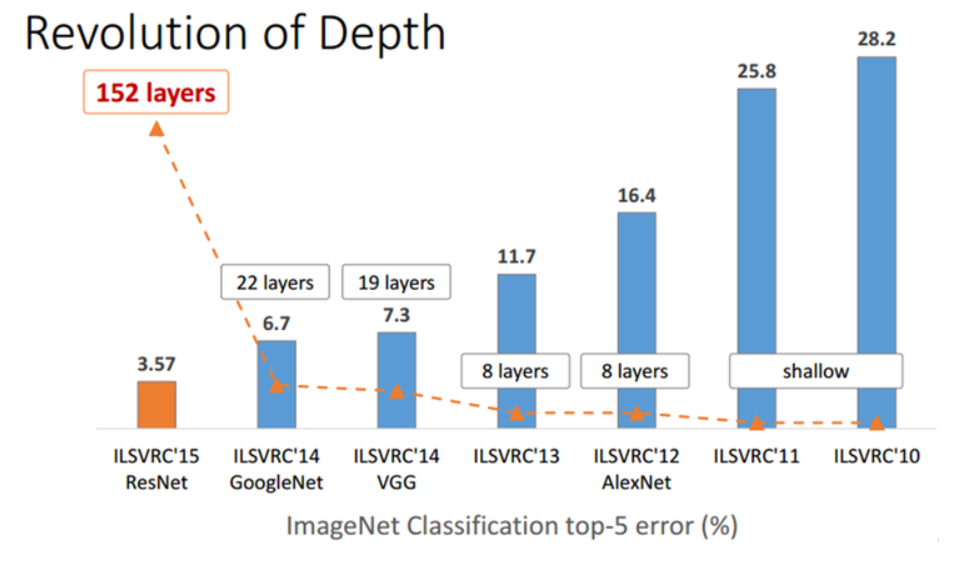 Revolution of Depth
28.2
25.8
152 layers
16.4
11.7
22 layers
19 layers
6.7
7.3
3.57
8 layers
8 layers
shallow
ILSVRC'15
ResNet
ILSVRC'14
GoogleNet
ILSVRC'14
VGG
ILSVRC'13
ILSVRC'12
AlexNet
ILSVRC'11
ILSVRC'10
ImageNet Classification top-5 error (%)